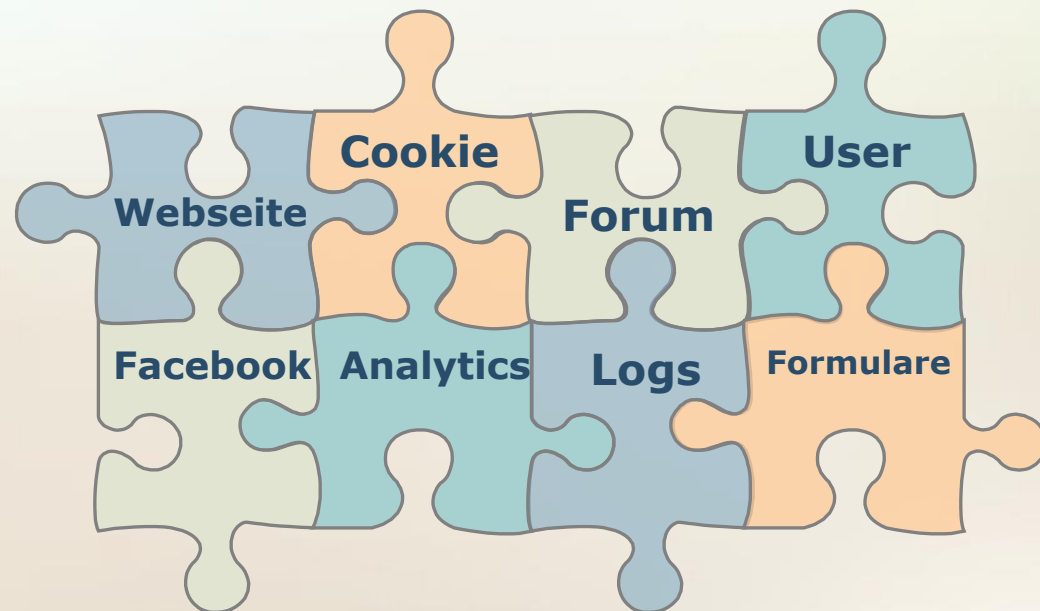 Webseite
Cookie
Forum
User
Facebook
Analytics
Logs
Formulare